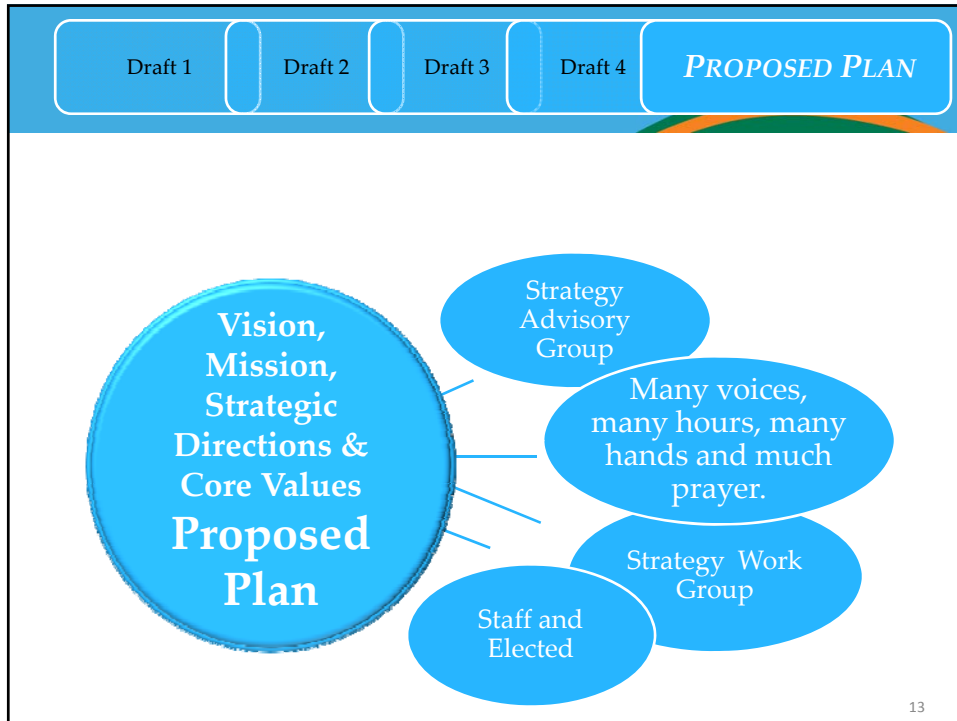 Draft 1
Draft 2
Draft 3
Draft 4
PROPOSED PLAN
Vision,
Mission,
Strategic
Directions &
Core Values
Proposed
Plan
Strategy
Advisory
Group
Many voices,
many hours, many
hands and much
prayer.
Strategy  Work
Group
Staff and
Elected
13